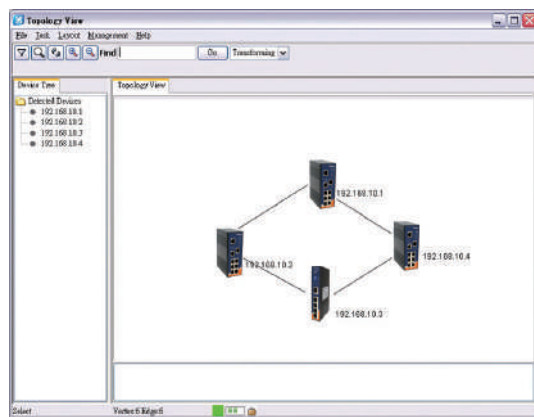 Topology View
File Task Layout Management Help
Find Go Transforming
Device Tree
Topology View
Detected Devices
192.168.10.1
192.168.10.2
192.168.10.3
192.168.10.4
192.168.10.1
192.168.10.2
192.168.10.4
192.168.10.3
Select
Vertex:6 Edge:6